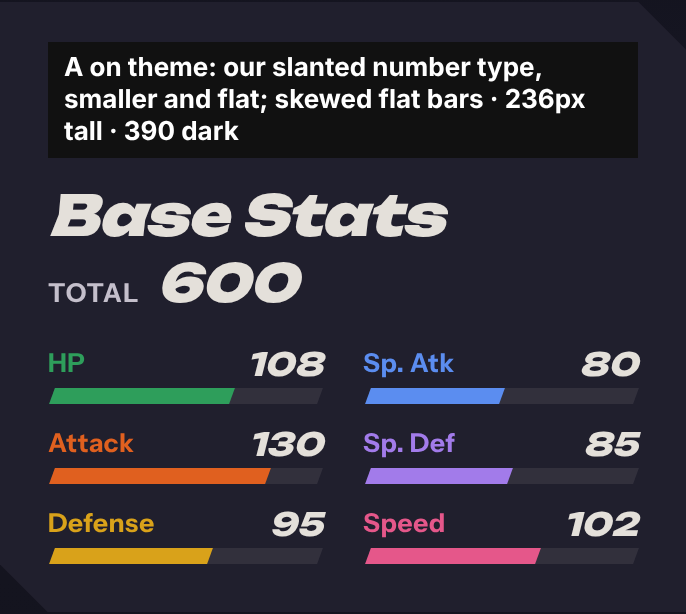 A on theme: our slanted number type,
smaller and flat; skewed flat bars · 236px
tall · 390 dark
Base Stats
TOTAL 600
HP 108
Sp. Atk 80
Attack 130
Sp. Def 85
Defense 95
Speed 102